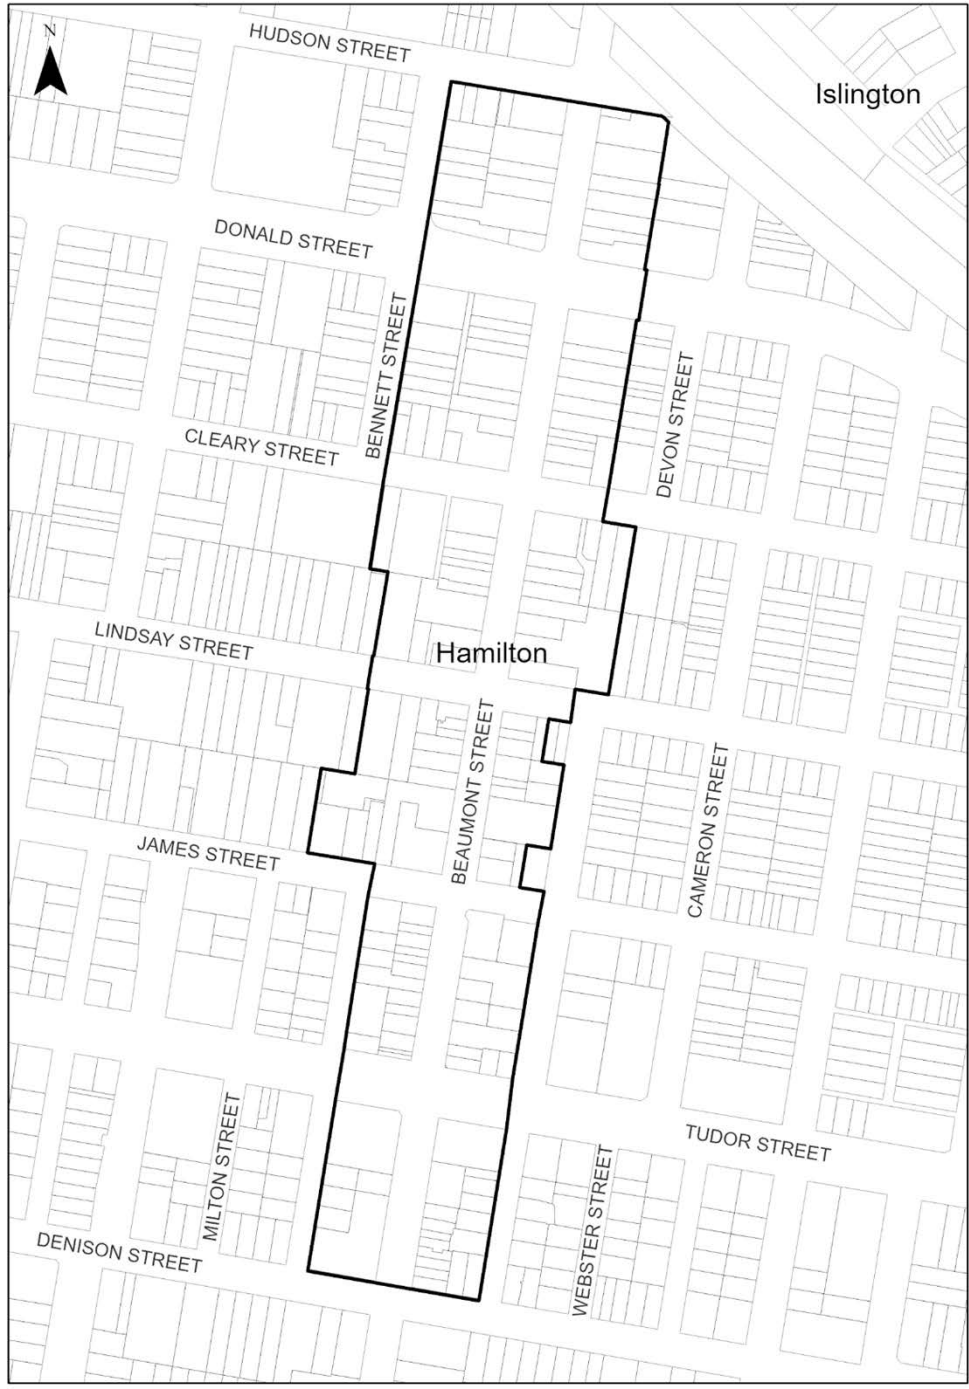 N
HUDSON STREET
Islington
DONALD STREET
BENNETT STREET
DEVON STREET
CLEARY STREET
LINDSAY STREET
Hamilton
BEAUMONT STREET
CAMERON STREET
JAMES STREET
MILTON STREET
TUDOR STREET
WEBSTER STREET
DENISON STREET